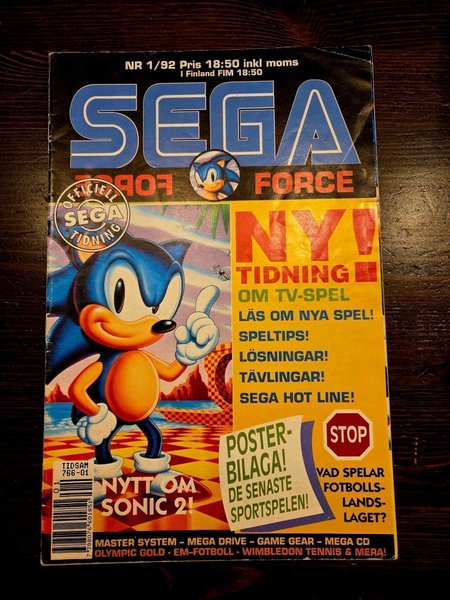 NR 1/92 Pris 18:50 inkl moms
i Finland FIM 18:50
SEGA
FORCE FORCE
OFFICIELL
SEGA
TIDNING
NY!
TIDNING
OM TV-SPEL
LÄS OM NYA SPEL!
SPELTIPS!
LÖSNINGAR!
TÄVLINGAR!
SEGA HOT LINE!
POSTER-
BILAGA!
DE SENASTE
SPORTSPELEN!
STOP
VAD SPELAR
FOTBOLLS-
LANDS-
LAGET?
TIDSAM
766-01
01
NYTT OM
SONIC 2!
MASTER SYSTEM - MEGA DRIVE - GAME GEAR - MEGA CD
OLYMPIC GOLD - EM-FOTBOLL - WIMBLEDON TENNIS & MERA!